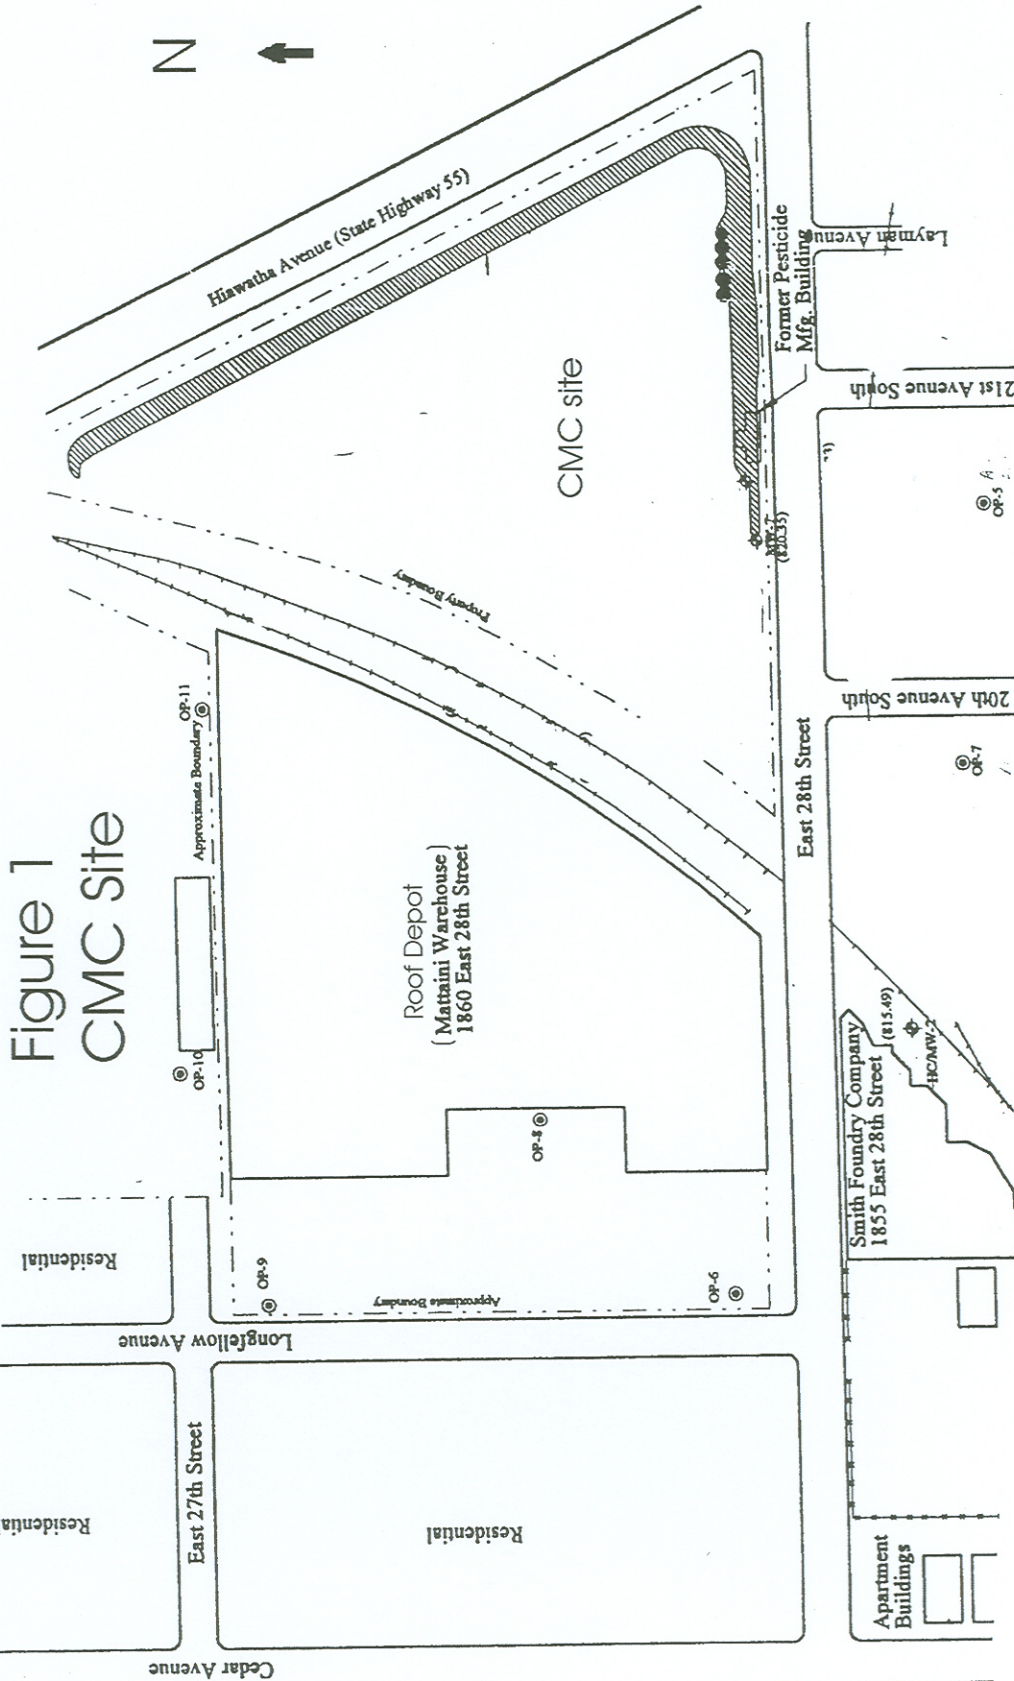 Figure 1
CMC Site
N
Hiawatha Avenue (State Highway 55)
CMC site
Former Pesticide
Mfg. Building
Layman Avenue
21st Avenue South
20th Avenue South
East 28th Street
Property Boundary
Approximate Boundary
OP-11
OP-10
Roof Depot
(Mattaini Warehouse)
1860 East 28th Street
OP-8
OP-9
OP-6
Approximate Boundary
OP-5
OP-7
(815.49)
HC/MW-2
Smith Foundry Company
1855 East 28th Street
Residential
Longfellow Avenue
East 27th Street
Residential
Residential
Cedar Avenue
Apartment
Buildings